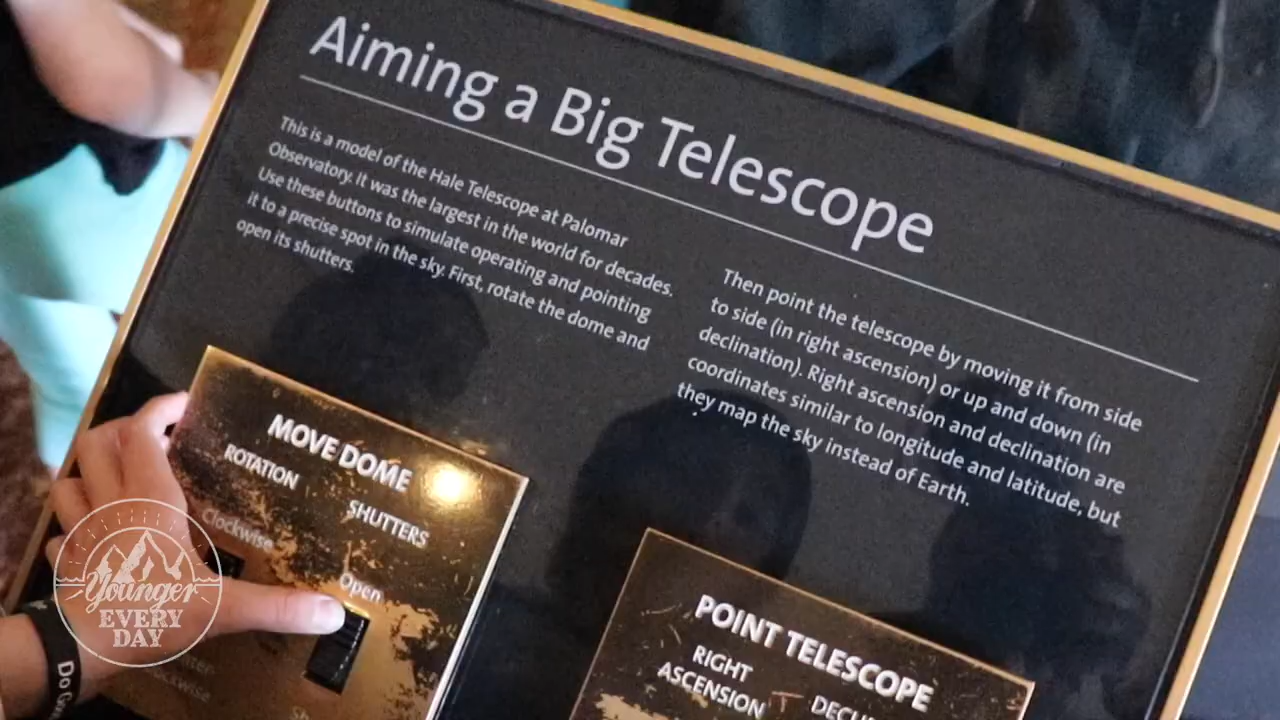 Aiming a Big Telescope
This is a model of the Hale Telescope at Palomar
Observatory. It was the largest in the world for decades.
Use these buttons to simulate operating and pointing
it to a precise spot in the sky. First, rotate the dome and
open its shutters.
Then point the telescope by moving it from side
to side (in right ascension) or up and down (in
declination). Right ascension and declination are
coordinates similar to longitude and latitude, but
they map the sky instead of Earth.
MOVE DOME
ROTATION
SHUTTERS
Clockwise
Open
POINT TELESCOPE
RIGHT
ASCENSION
Younger
EVERY
DAY
Do